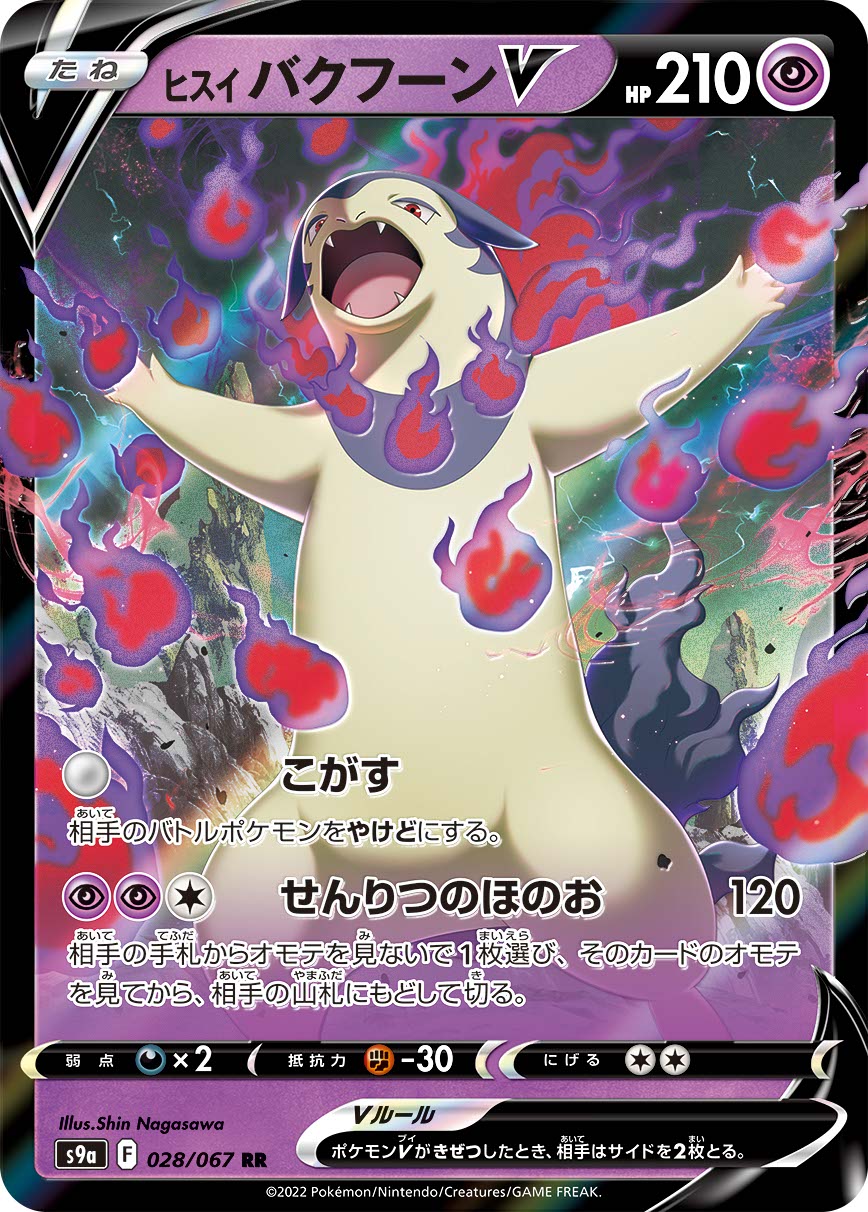 たね
ヒスイ バクフーンV
HP 210
こがす
相手のバトルポケモンをやけどにする。
せんりつのほのお 120
相手の手札からオモテを見ないで1枚選び、そのカードのオモテ
を見てから、相手の山札にもどして切る。
弱点 ×2 抵抗力 -30 にげる
Illus.Shin Nagasawa
Vルール
ポケモンVがきぜつしたとき、相手はサイドを2枚とる。
s9a F 028/067 RR
©2022 Pokémon/Nintendo/Creatures/GAME FREAK.